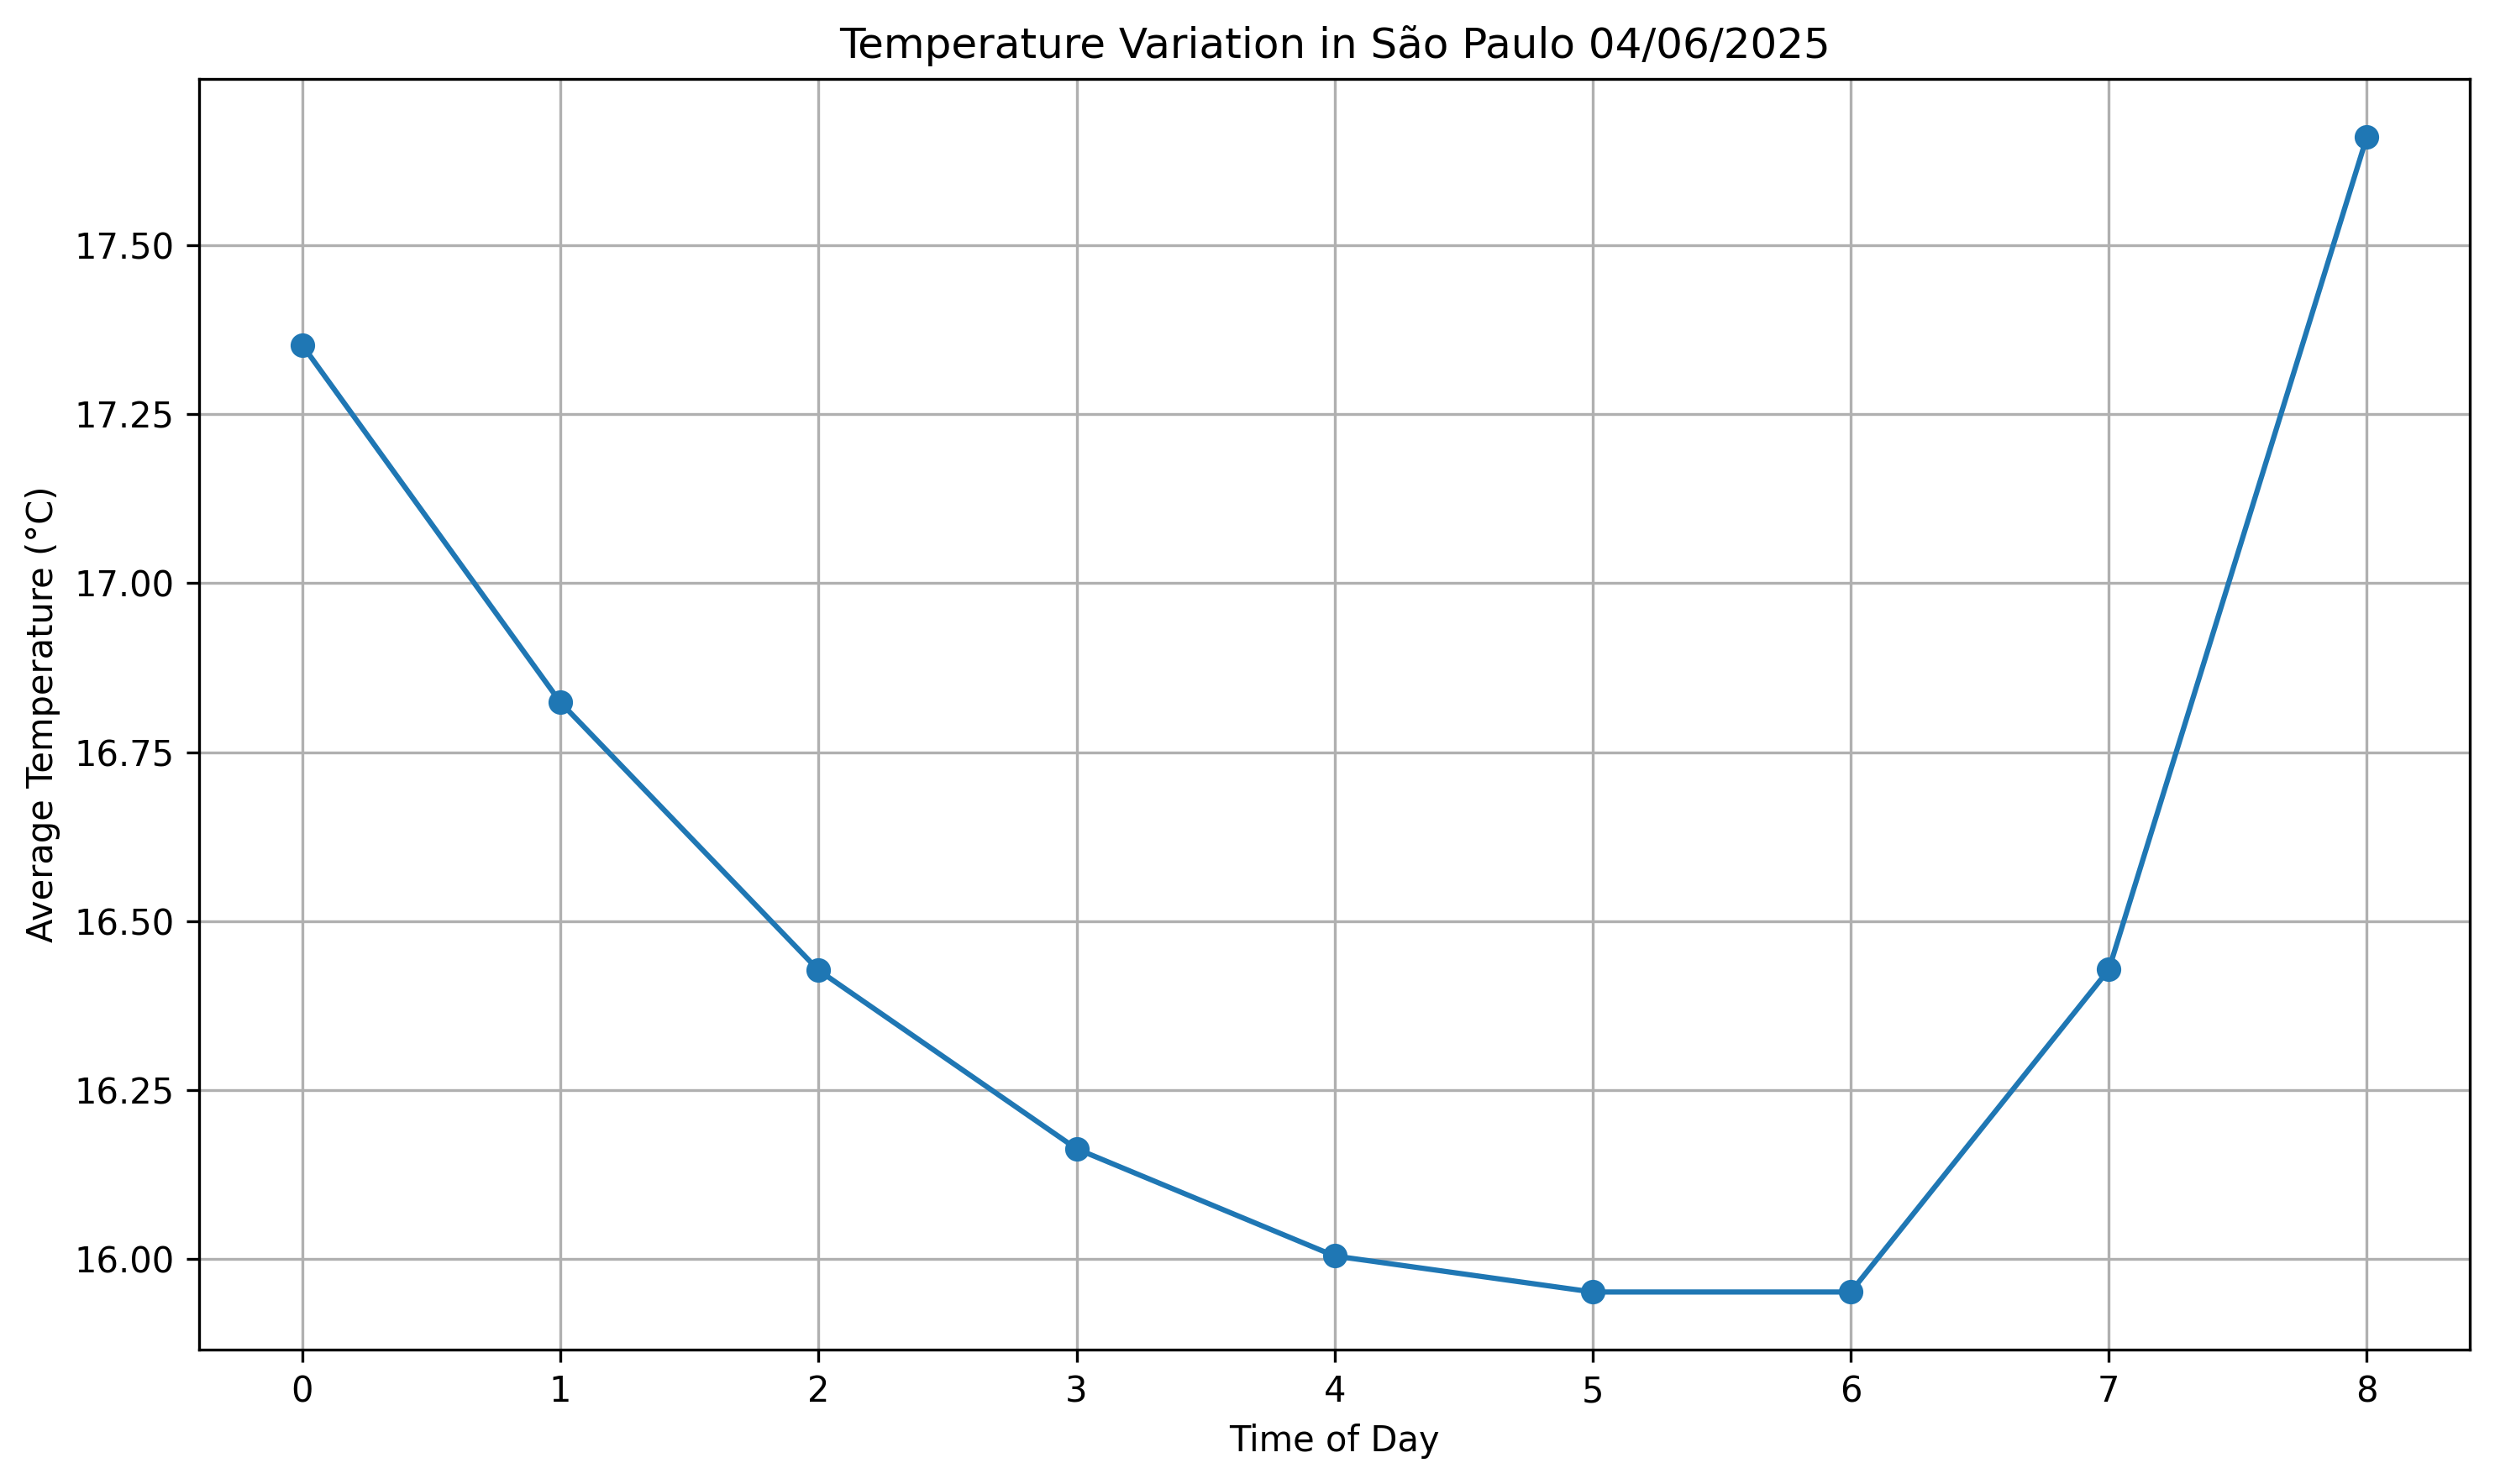 Temperature Variation in São Paulo 04/06/2025
17.50
17.25
17.00
16.75
16.50
16.25
16.00
Average Temperature (°C)
0 1 2 3 4 5 6 7 8
Time of Day